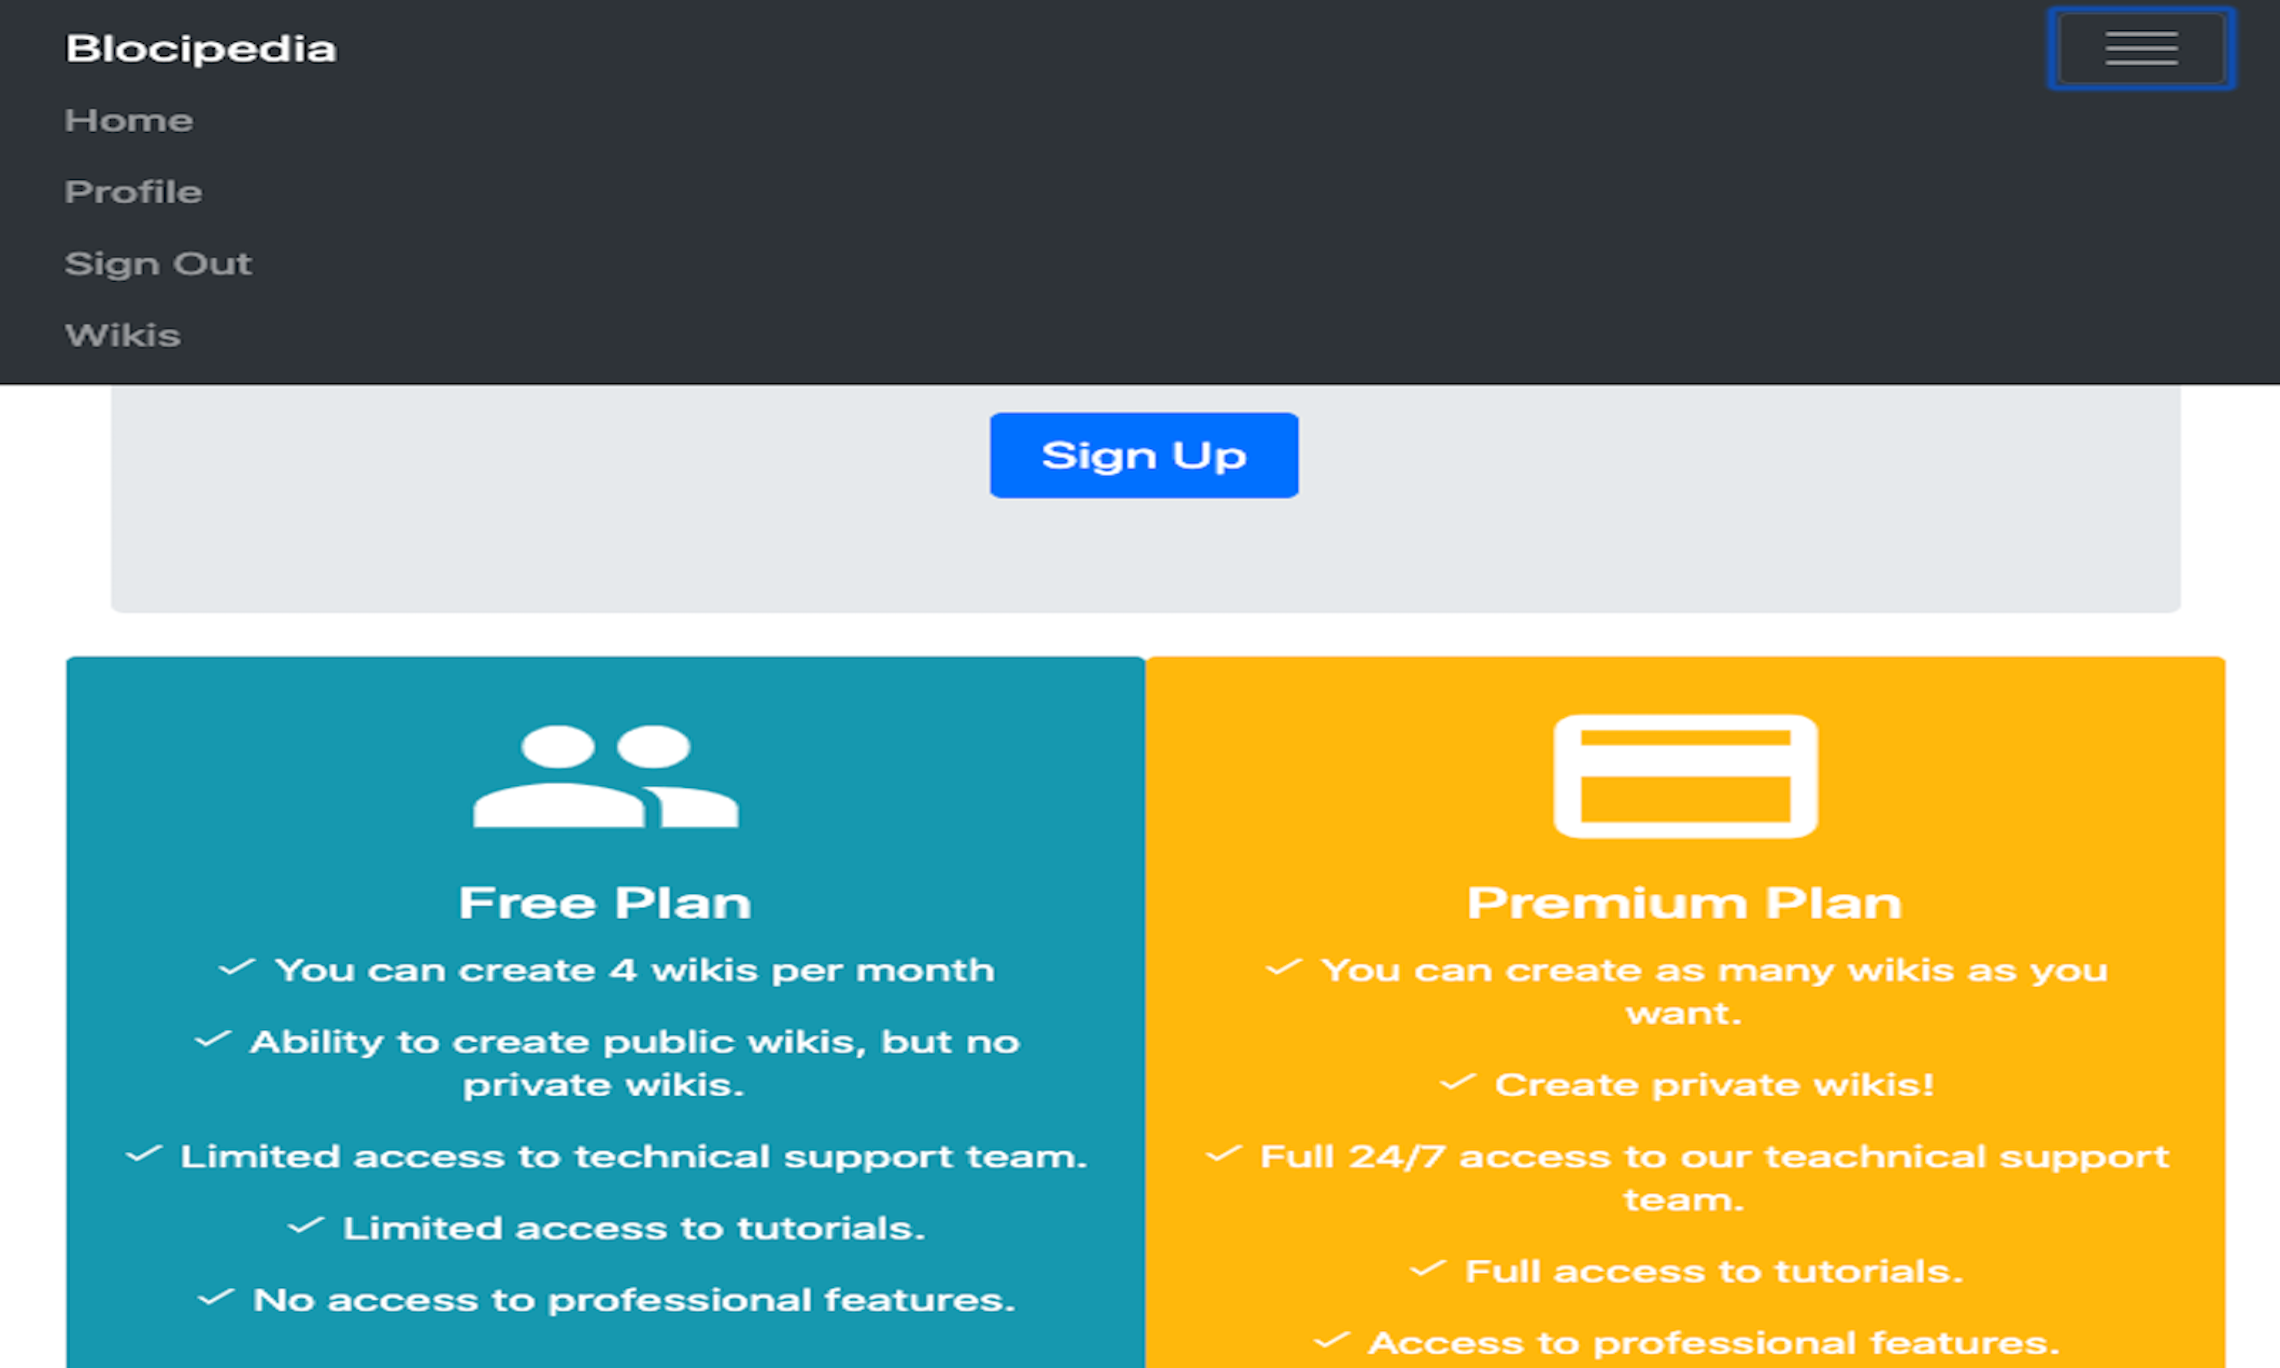 Blocipedia
Home
Profile
Sign Out
Wikis
Sign Up
Free Plan
✓ You can create 4 wikis per month
✓ Ability to create public wikis, but no
private wikis.
✓ Limited access to technical support team.
✓ Limited access to tutorials.
✓ No access to professional features.
Premium Plan
✓ You can create as many wikis as you
want.
✓ Create private wikis!
✓ Full 24/7 access to our teachnical support
team.
✓ Full access to tutorials.
✓ Access to professional features.